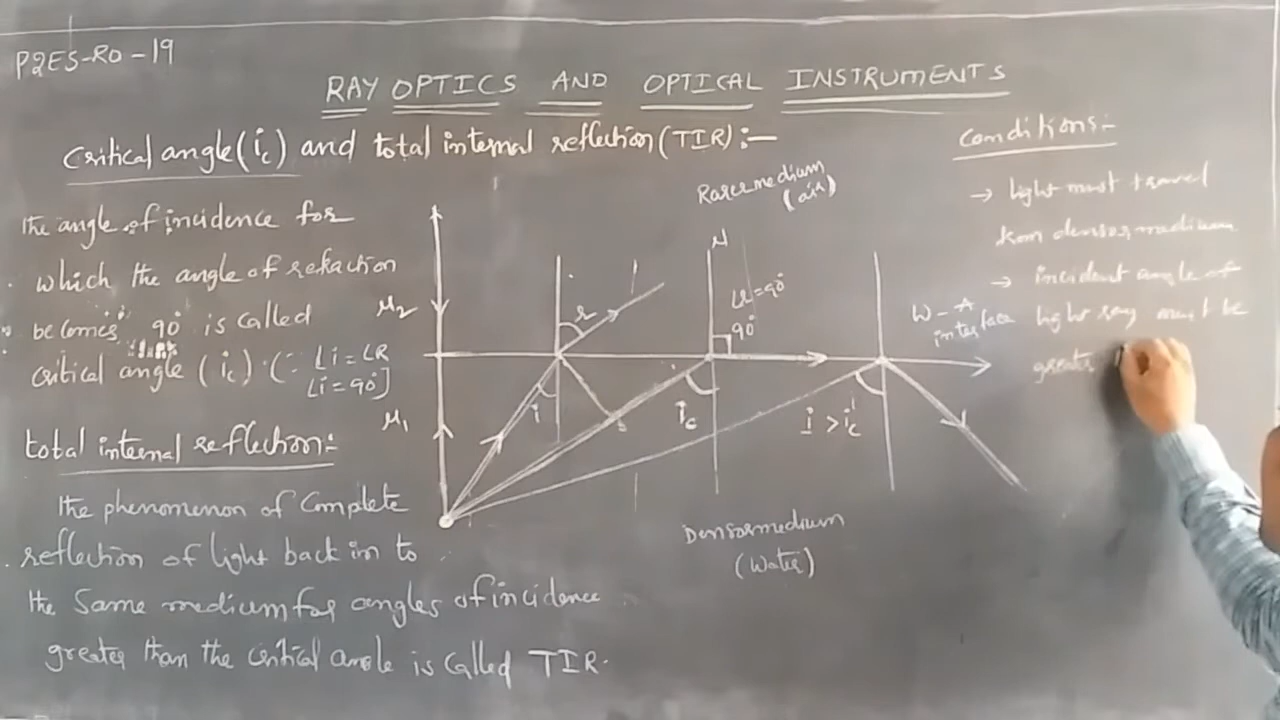 P2ES-RO-19
RAY OPTICS AND OPTICAL INSTRUMENTS
Critical angle (ic) and total internal reflection (TIR) :-
the angle of incidence for
which the angle of refraction
becomes 90° is called
critical angle (ic). (∵ ∠i = ∠R
∠i = 90°]
total internal reflection:-
the phenomenon of Complete
reflection of light back in to
the Same medium for angles of incidence
greater than the critical angle is called TIR.
Rarer medium
(air)
N
∠r = 90°
90°
μ2
r
μ1
i
ic
i > ic
W-A
interface
Denser medium
(Water)
Conditions:-
→ light must travel
from denser medium
→ incident angle of
light ray must be
greater